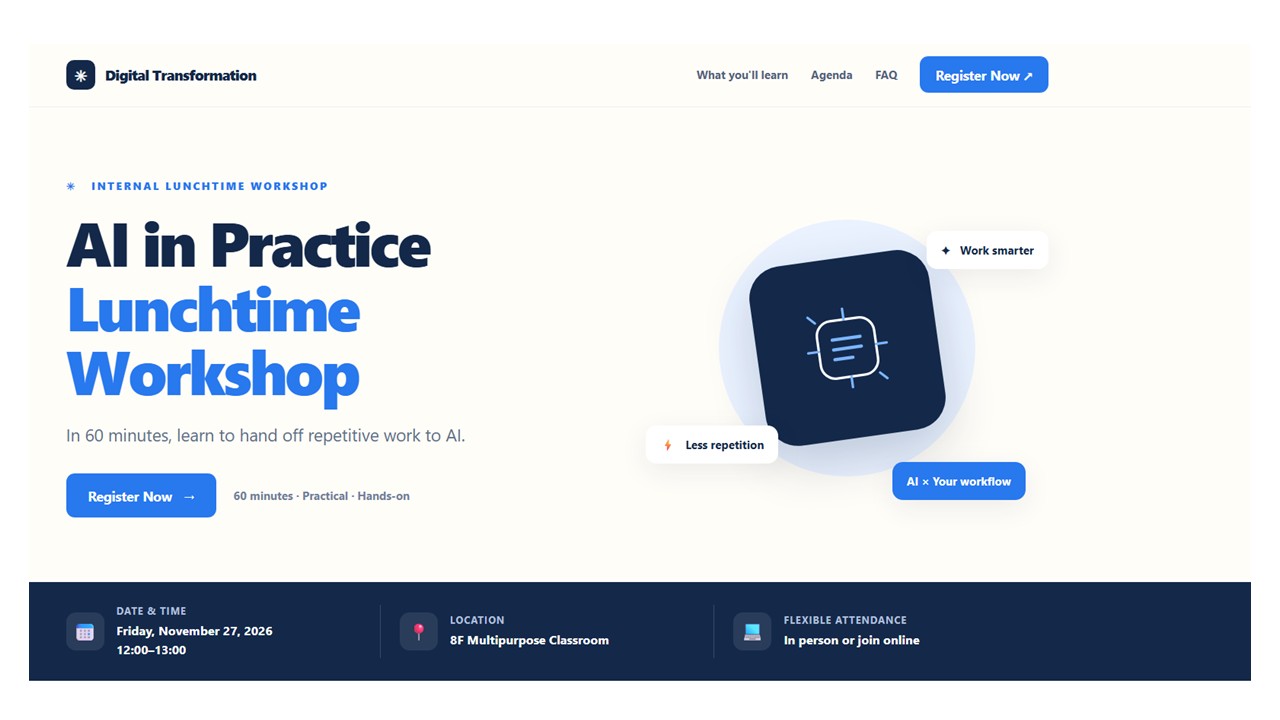 Digital Transformation
What you'll learn
Agenda
FAQ
Register Now ↗
INTERNAL LUNCHTIME WORKSHOP
AI in Practice
Lunchtime
Workshop
In 60 minutes, learn to hand off repetitive work to AI.
Register Now →
60 minutes · Practical · Hands-on
Work smarter
Less repetition
AI × Your workflow
DATE & TIME
Friday, November 27, 2026
12:00–13:00
LOCATION
8F Multipurpose Classroom
FLEXIBLE ATTENDANCE
In person or join online